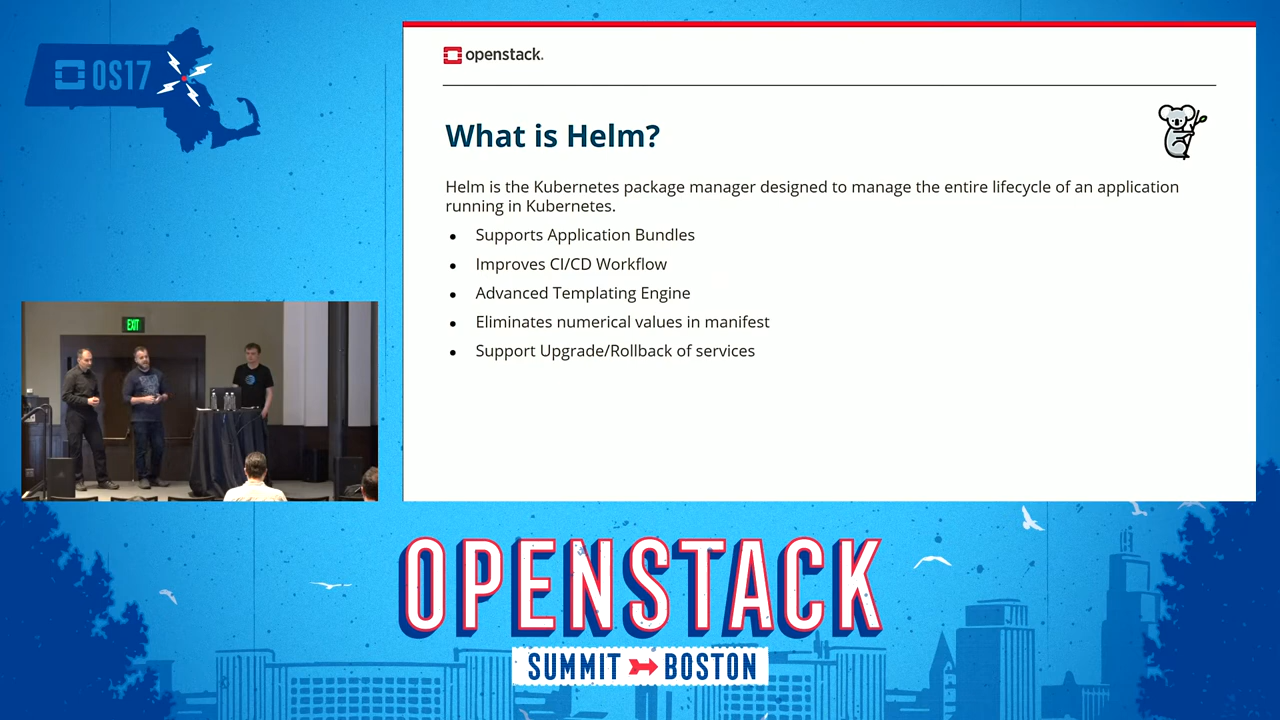 OS17
openstack.
What is Helm?
Helm is the Kubernetes package manager designed to manage the entire lifecycle of an application
running in Kubernetes.
• Supports Application Bundles
• Improves CI/CD Workflow
• Advanced Templating Engine
• Eliminates numerical values in manifest
• Support Upgrade/Rollback of services
EXIT
OPENSTACK
SUMMIT BOSTON